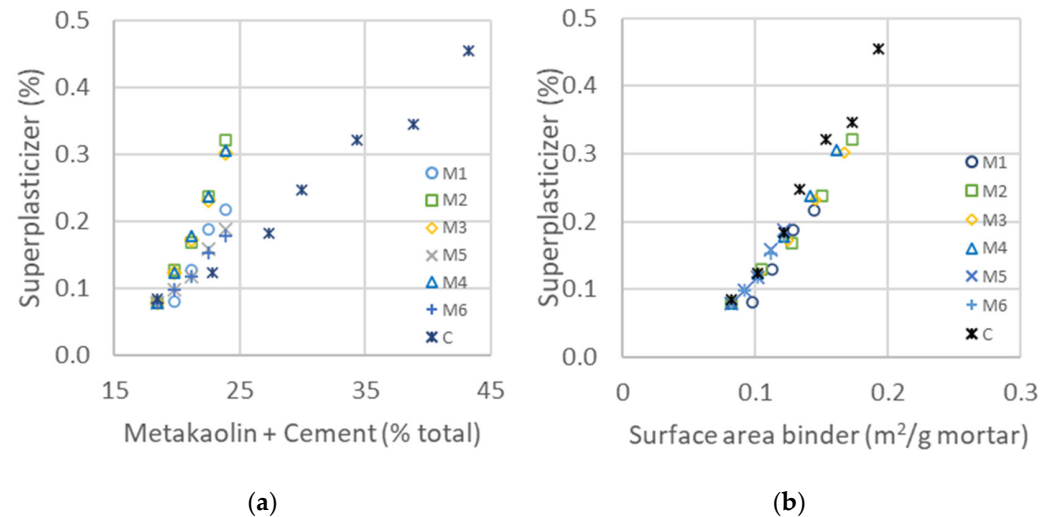 0.5
0.4
0.3
0.2
0.1
0.0
Superplasticizer (%)
15 25 35 45
Metakaolin + Cement (% total)
M1
M2
M3
M4
M5
M6
C
(a)
0.5
0.4
0.3
0.2
0.1
0.0
Superplasticizer (%)
0 0.1 0.2 0.3
Surface area binder (m²/g mortar)
M1
M2
M3
M4
M5
M6
C
(b)